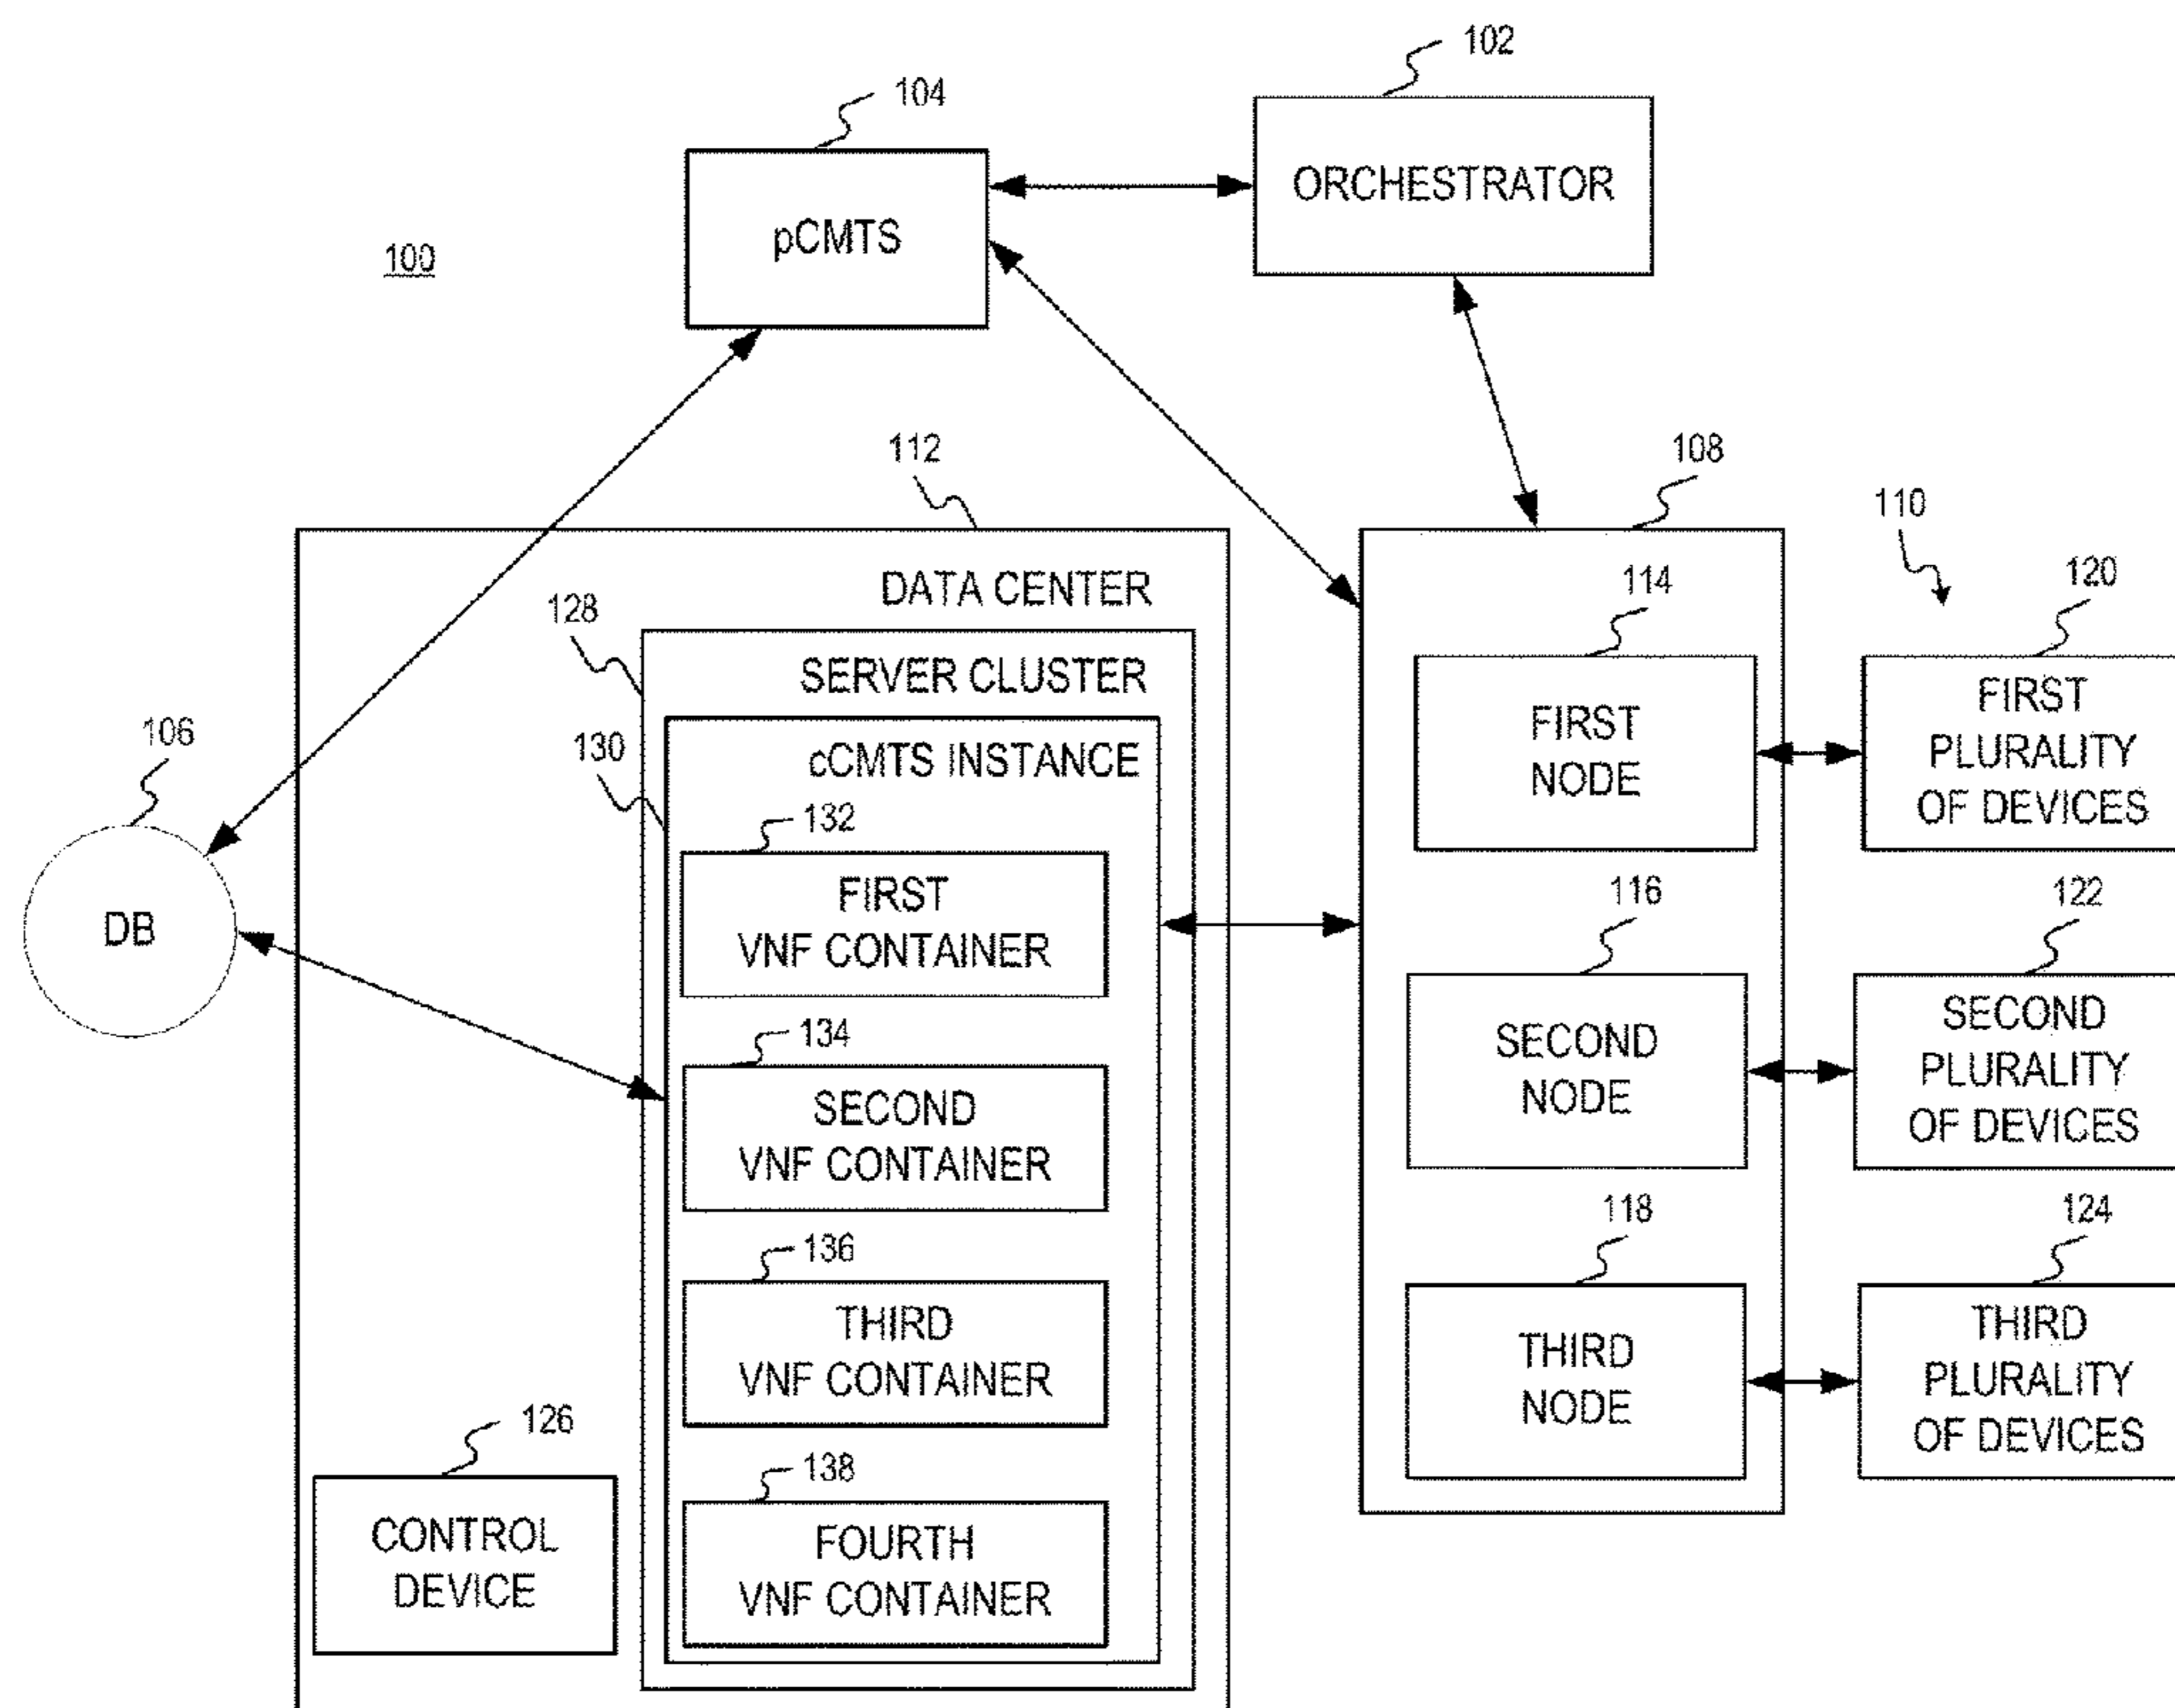 102
104
ORCHESTRATOR
pCMTS
100
112
108
110
DATA CENTER
114
120
128
SERVER CLUSTER
FIRST
PLURALITY
OF DEVICES
FIRST
NODE
106
130
cCMTS INSTANCE
132
FIRST
VNF CONTAINER
DB
116
122
134
SECOND
VNF CONTAINER
SECOND
NODE
SECOND
PLURALITY
OF DEVICES
136
THIRD
VNF CONTAINER
118
124
THIRD
NODE
THIRD
PLURALITY
OF DEVICES
126
138
CONTROL
DEVICE
FOURTH
VNF CONTAINER